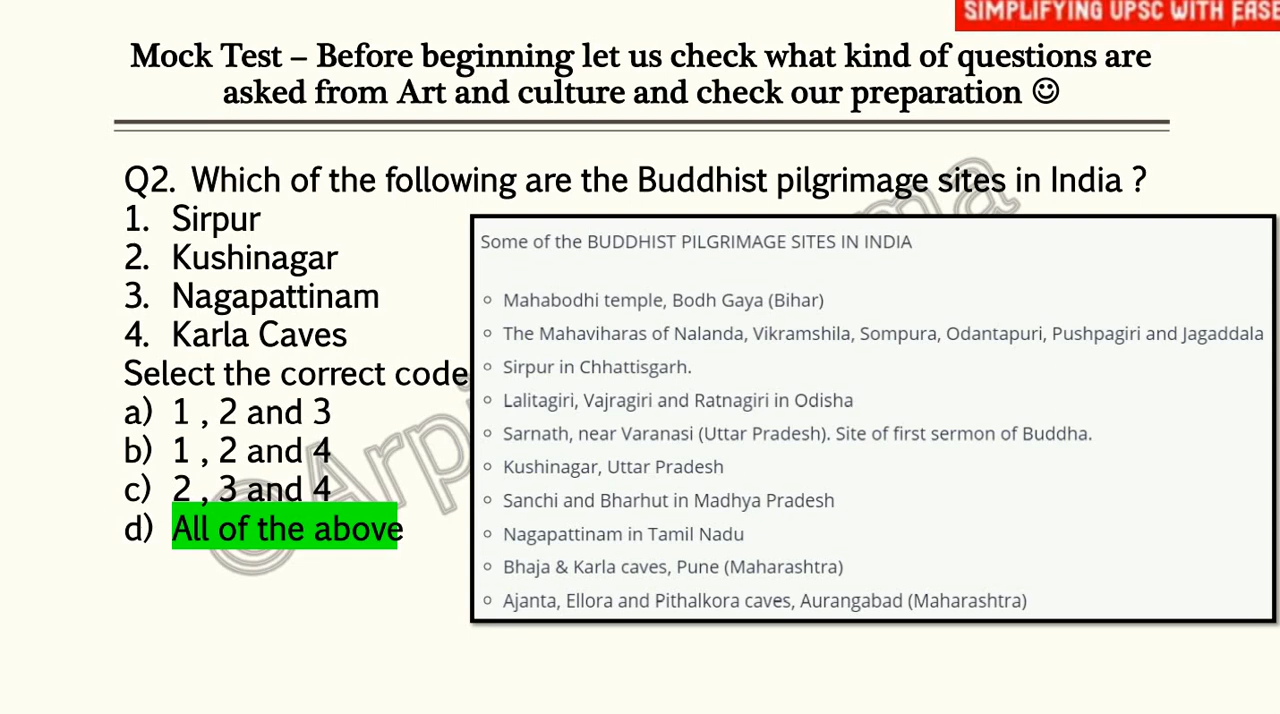 SIMPLIFYING UPSC WITH EASE
Mock Test – Before beginning let us check what kind of questions are
asked from Art and culture and check our preparation ☺
Q2. Which of the following are the Buddhist pilgrimage sites in India ?
1. Sirpur
2. Kushinagar
3. Nagapattinam
4. Karla Caves
Select the correct code
a) 1 , 2 and 3
b) 1 , 2 and 4
c) 2 , 3 and 4
d) All of the above
Some of the BUDDHIST PILGRIMAGE SITES IN INDIA
◦ Mahabodhi temple, Bodh Gaya (Bihar)
◦ The Mahaviharas of Nalanda, Vikramshila, Sompura, Odantapuri, Pushpagiri and Jagaddala
◦ Sirpur in Chhattisgarh.
◦ Lalitagiri, Vajragiri and Ratnagiri in Odisha
◦ Sarnath, near Varanasi (Uttar Pradesh). Site of first sermon of Buddha.
◦ Kushinagar, Uttar Pradesh
◦ Sanchi and Bharhut in Madhya Pradesh
◦ Nagapattinam in Tamil Nadu
◦ Bhaja & Karla caves, Pune (Maharashtra)
◦ Ajanta, Ellora and Pithalkora caves, Aurangabad (Maharashtra)